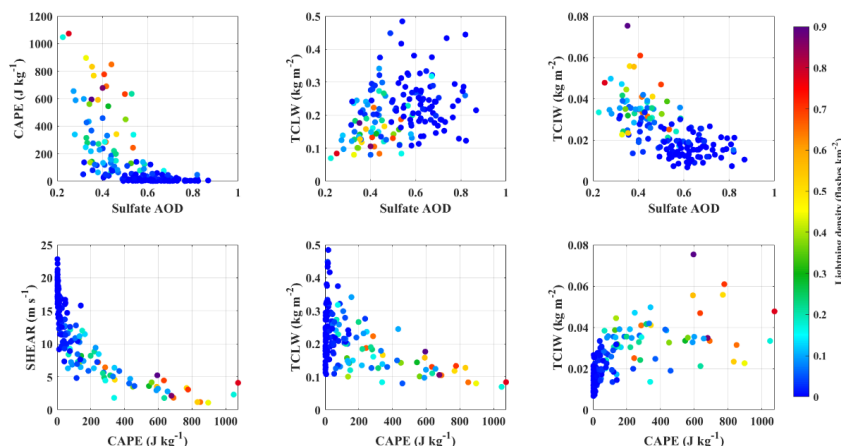 CAPE (J kg-1)
1200
1000
800
600
400
200
0
0.2 0.4 0.6 0.8 1
Sulfate AOD
TCLW (kg m-2)
0.5
0.4
0.3
0.2
0.1
0
0.2 0.4 0.6 0.8 1
Sulfate AOD
TCIW (kg m-2)
0.08
0.06
0.04
0.02
0
0.2 0.4 0.6 0.8 1
Sulfate AOD
SHEAR (m s-1)
25
20
15
10
5
0
0 200 400 600 800 1000
CAPE (J kg-1)
TCLW (kg m-2)
0.5
0.4
0.3
0.2
0.1
0
0 200 400 600 800 1000
CAPE (J kg-1)
TCIW (kg m-2)
0.08
0.06
0.04
0.02
0
0 200 400 600 800 1000
CAPE (J kg-1)
0.9
0.8
0.7
0.6
0.5
0.4
0.3
0.2
0.1
0
Lightning density (flashes km-2)